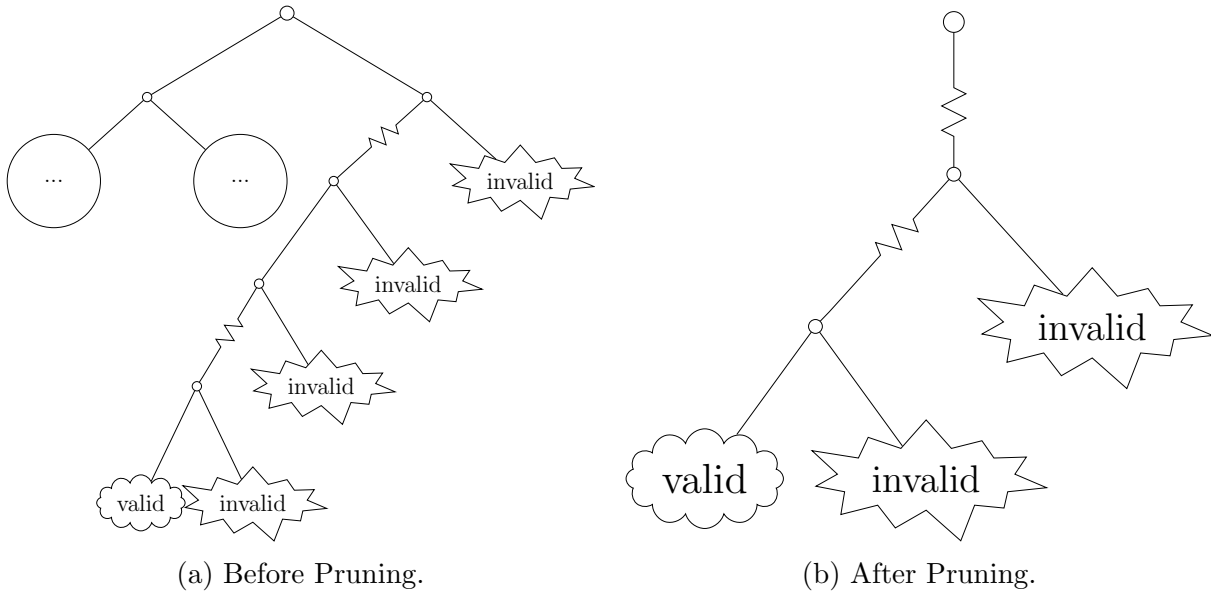 ...
...
invalid
invalid
invalid
valid
invalid
(a) Before Pruning.
invalid
valid
invalid
(b) After Pruning.